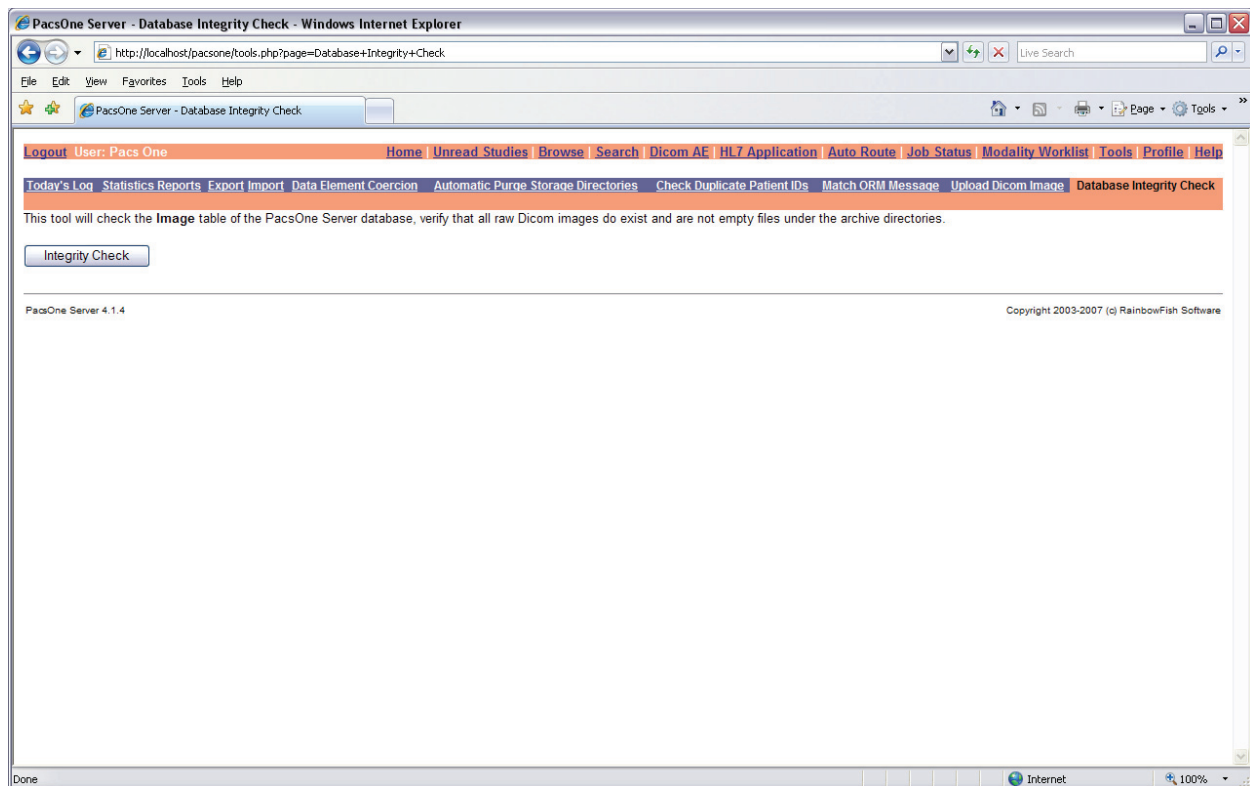 PacsOne Server - Database Integrity Check - Windows Internet Explorer
http://localhost/pacsone/tools.php?page=Database+Integrity+Check
Live Search
File Edit View Favorites Tools Help
PacsOne Server - Database Integrity Check
Page Tools »
Logout User: Pacs One Home | Unread Studies | Browse | Search | Dicom AE | HL7 Application | Auto Route | Job Status | Modality Worklist | Tools | Profile | Help
Today's Log Statistics Reports Export Import Data Element Coercion Automatic Purge Storage Directories Check Duplicate Patient IDs Match ORM Message Upload Dicom Image Database Integrity Check
This tool will check the Image table of the PacsOne Server database, verify that all raw Dicom images do exist and are not empty files under the archive directories.
Integrity Check
PacsOne Server 4.1.4
Copyright 2003-2007 (c) RainbowFish Software
Done
Internet
100%